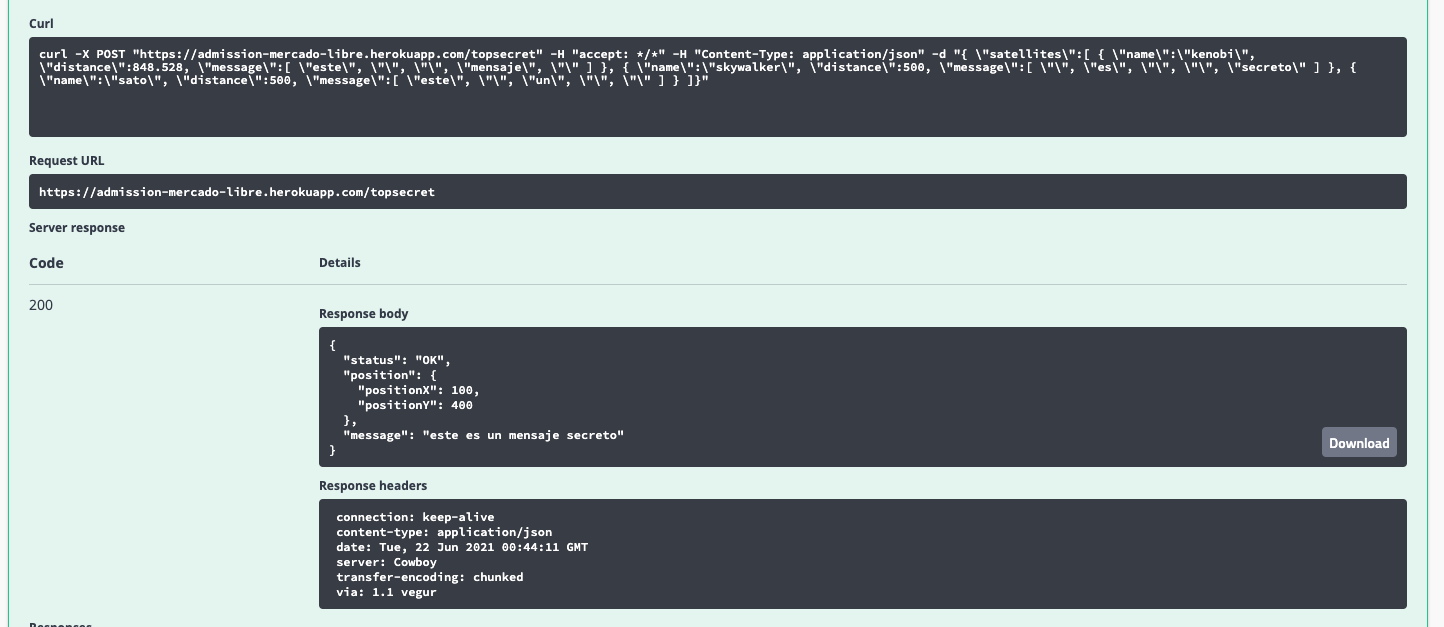 Curl
curl -X POST "https://admission-mercado-libre.herokuapp.com/topsecret" -H "accept: */*" -H "Content-Type: application/json" -d "{ \"satellites\":[ { \"name\":\"kenobi\",
\"distance\":848.528, \"message\":[ \"este\", \"\", \"\", \"mensaje\", \"\" ] }, { \"name\":\"skywalker\", \"distance\":500, \"message\":[ \"\", \"es\", \"\", \"\", \"secreto\" ] }, {
\"name\":\"sato\", \"distance\":500, \"message\":[ \"este\", \"\", \"un\", \"\", \"\" ] } ]}"
Request URL
https://admission-mercado-libre.herokuapp.com/topsecret
Server response
Code Details
200
Response body
{
  "status": "OK",
  "position": {
    "positionX": 100,
    "positionY": 400
  },
  "message": "este es un mensaje secreto"
}
Download
Response headers
connection: keep-alive
content-type: application/json
date: Tue, 22 Jun 2021 00:44:11 GMT
server: Cowboy
transfer-encoding: chunked
via: 1.1 vegur
Responses